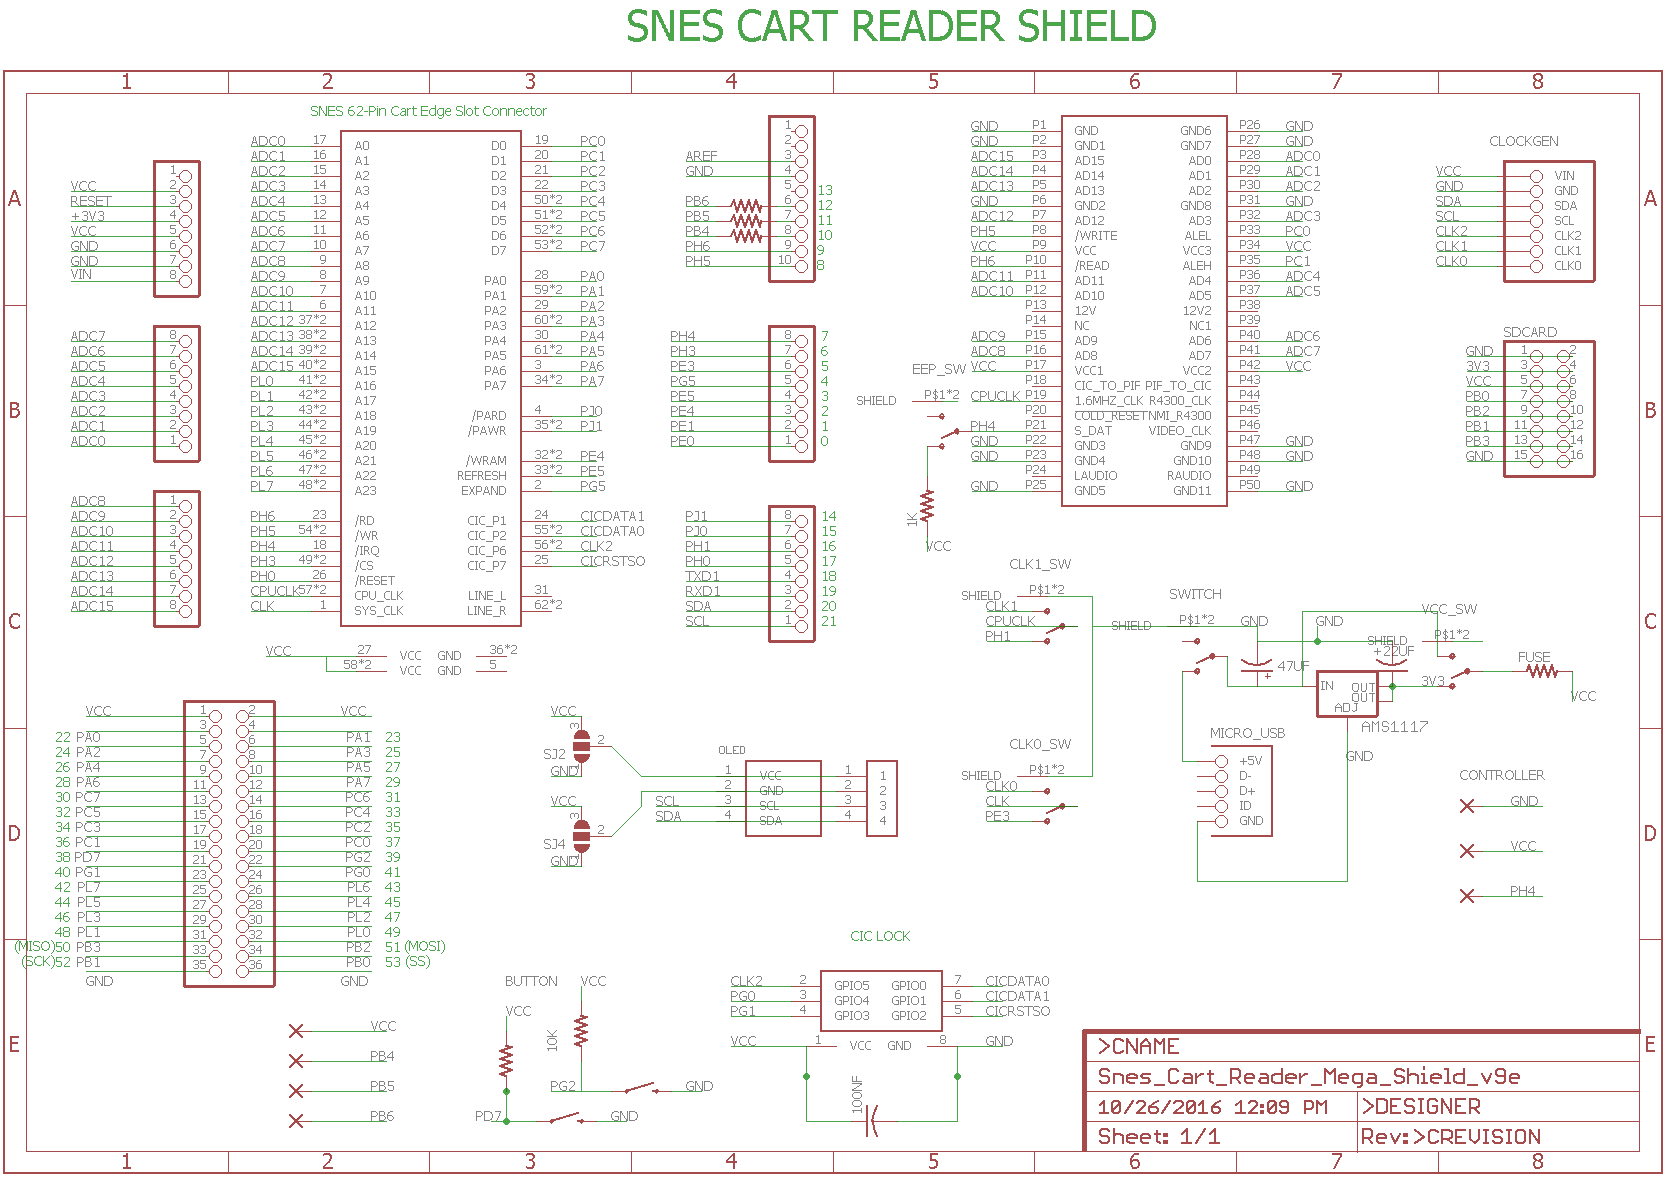 SNES CART READER SHIELD
1 2 3 4 5 6 7 8
A B C D E
SNES 62-Pin Cart Edge Slot Connector
1
VCC 2
RESET 3
+3V3 4
VCC 5
GND 6
GND 7
VIN 8
ADC7 8
ADC6 7
ADC5 6
ADC4 5
ADC3 4
ADC2 3
ADC1 2
ADC0 1
ADC8 1
ADC9 2
ADC10 3
ADC11 4
ADC12 5
ADC13 6
ADC14 7
ADC15 8
ADC0 17 A0
ADC1 16 A1
ADC2 15 A2
ADC3 14 A3
ADC4 13 A4
ADC5 12 A5
ADC6 11 A6
ADC7 10 A7
ADC8 9 A8
ADC9 8 A9
ADC10 7 A10
ADC11 6 A11
ADC12 37*2 A12
ADC13 38*2 A13
ADC14 39*2 A14
ADC15 40*2 A15
PL0 41*2 A16
PL1 42*2 A17
PL2 43*2 A18
PL3 44*2 A19
PL4 45*2 A20
PL5 46*2 A21
PL6 47*2 A22
PL7 48*2 A23
PH6 23 /RD
PH5 54*2 /WR
PH4 18 /IRQ
PH3 49*2 /CS
PH0 26 /RESET
CPUCLK 57*2 CPU_CLK
CLK 1 SYS_CLK
D0 19 PC0
D1 20 PC1
D2 21 PC2
D3 22 PC3
D4 50*2 PC4
D5 51*2 PC5
D6 52*2 PC6
D7 53*2 PC7
PA0 28 PA0
PA1 59*2 PA1
PA2 29 PA2
PA3 60*2 PA3
PA4 30 PA4
PA5 61*2 PA5
PA6 3 PA6
PA7 34*2 PA7
/PARD 4 PJ0
/PAWR 35*2 PJ1
/WRAM 32*2 PE4
REFRESH 33*2 PE5
EXPAND 2 PG5
CIC_P1 24 CICDATA1
CIC_P2 55*2 CICDATA0
CIC_P6 56*2 CLK2
CIC_P7 25 CICRSTSO
LINE_L 31
LINE_R 62*2
VCC 27 VCC GND 36*2
58*2 VCC GND 5
1
2
AREF 3
GND 4
5 13
PB6 6 12
PB5 7 11
PB4 8 10
PH6 9 9
PH5 10 8
PH4 8 7
PH3 7 6
PE3 6 5
PG5 5 4
PE5 4 3
PE4 3 2
PE1 2 1
PE0 1 0
PJ1 8 14
PJ0 7 15
PH1 6 16
PH0 5 17
TXD1 4 18
RXD1 3 19
SDA 2 20
SCL 1 21
GND P1 GND GND6 P26 GND
GND P2 GND1 GND7 P27 GND
ADC15 P3 AD15 AD0 P28 ADC0
ADC14 P4 AD14 AD1 P29 ADC1
ADC13 P5 AD13 AD2 P30 ADC2
GND P6 GND2 GND8 P31 GND
ADC12 P7 AD12 AD3 P32 ADC3
PH5 P8 /WRITE ALEL P33 PC0
VCC P9 VCC VCC3 P34 VCC
PH6 P10 /READ ALEH P35 PC1
ADC11 P11 AD11 AD4 P36 ADC4
ADC10 P12 AD10 AD5 P37 ADC5
P13 12V 12V2 P38
P14 NC NC1 P39
ADC9 P15 AD9 AD6 P40 ADC6
ADC8 P16 AD8 AD7 P41 ADC7
VCC P17 VCC1 VCC2 P42 VCC
P18 CIC_TO_PIF PIF_TO_CIC P43
CPUCLK P19 1.6MHZ_CLK R4300_CLK P44
P20 COLD_RESET NMI_R4300 P45
PH4 P21 S_DAT VIDEO_CLK P46
GND P22 GND3 GND9 P47 GND
GND P23 GND4 GND10 P48 GND
P24 LAUDIO RAUDIO P49
GND P25 GND5 GND11 P50 GND
EEP_SW
SHIELD P$1*2
1K
VCC
CLOCKGEN
VCC VIN
GND GND
SDA SDA
SCL SCL
CLK2 CLK2
CLK1 CLK1
CLK0 CLK0
SDCARD
GND 1 2
3V3 3 4
VCC 5 6
PB0 7 8
PB2 9 10
PB1 11 12
PB3 13 14
GND 15 16
CLK1_SW
SHIELD P$1*2
CLK1
CPUCLK
PH1
SWITCH
SHIELD P$1*2
GND
47UF
+
GND
SHIELD
+22UF
IN OUT
OUT
ADJ
AMS1117
GND
VCC_SW
P$1*2
3V3
FUSE
VCC
MICRO_USB
+5V
D-
D+
ID
GND
CLK0_SW
SHIELD P$1*2
CLK0
CLK
PE3
CONTROLLER
GND
VCC
PH4
VCC 1 2 VCC
3 4
22 PA0 5 6 PA1 23
24 PA2 7 8 PA3 25
26 PA4 9 10 PA5 27
28 PA6 11 12 PA7 29
30 PC7 13 14 PC6 31
32 PC5 15 16 PC4 33
34 PC3 17 18 PC2 35
36 PC1 19 20 PC0 37
38 PD7 21 22 PG2 39
40 PG1 23 24 PG0 41
42 PL7 25 26 PL6 43
44 PL5 27 28 PL4 45
46 PL3 29 30 PL2 47
48 PL1 31 32 PL0 49
(MISO)50 PB3 33 34 PB2 51 (MOSI)
(SCK)52 PB1 35 36 PB0 53 (SS)
GND GND
VCC
3
SJ2 2
1
GND
VCC
3
SJ4 2
1
GND
OLED
1 VCC 1 1
2 GND 2 2
SCL 3 SCL 3 3
SDA 4 SDA 4 4
VCC
PB4
PB5
PB6
BUTTON VCC
VCC
10K
PG2 GND
PD7 GND
CIC LOCK
CLK2 2 GPIO5 GPIO0 7 CICDATA0
PG0 3 GPIO4 GPIO1 6 CICDATA1
PG1 4 GPIO3 GPIO2 5 CICRSTSO
VCC 1 VCC GND 8 GND
100NF
>CNAME
Snes_Cart_Reader_Mega_Shield_v9e
10/26/2016 12:09 PM >DESIGNER
Sheet: 1/1 Rev:>CREVISION
A B C D E
1 2 3 4 5 6 7 8